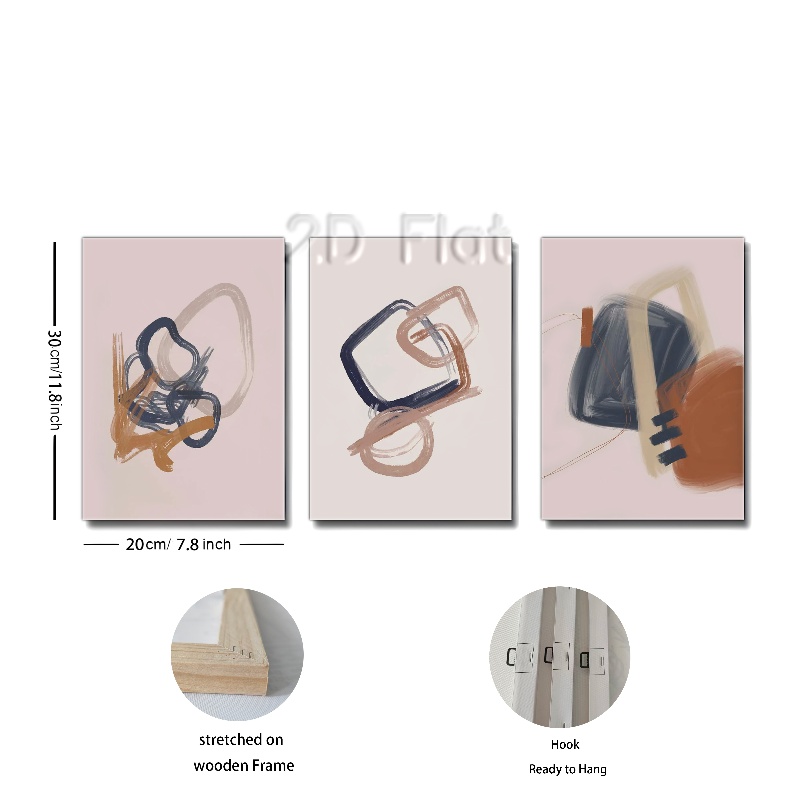 2D Flat
30cm/11.8inch
20cm/ 7.8 inch
stretched on
wooden Frame
Hook
Ready to Hang